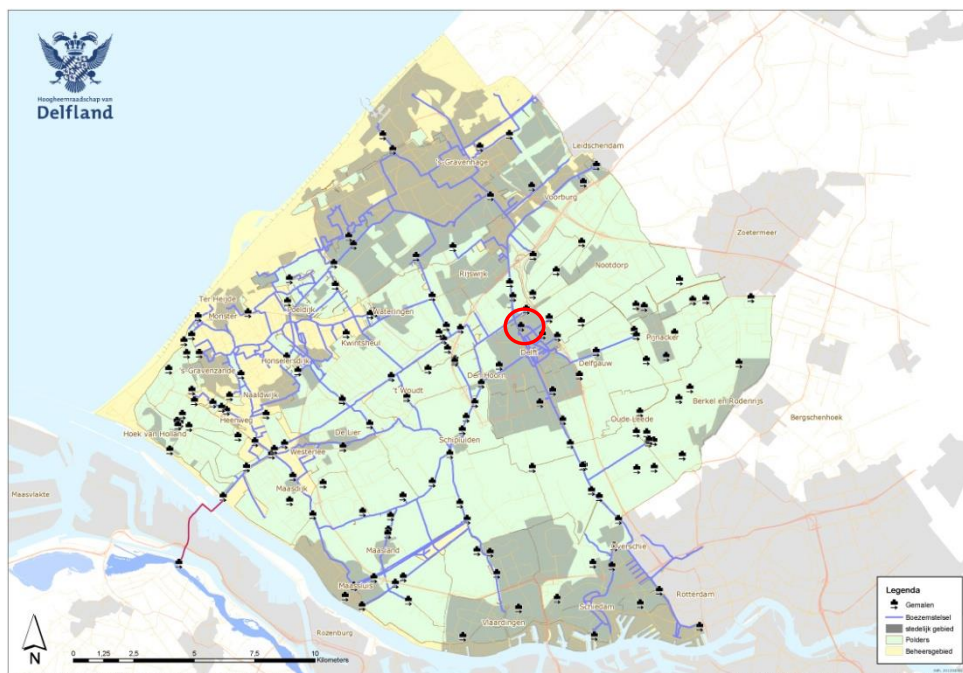 Hoogheemraadschap van
Delfland
's Gravenhage
Leidschendam
Voorburg
Zoetermeer
Rijswijk
Nootdorp
Ter Heijde
Monster
Poeldijk
Wateringen
Kwintsheul
Pijnacker
Honselersdijk
Delft
Delfgauw
's Gravenzande
Den Hoorn
't Woudt
Naaldwijk
Berkel en Rodenrijs
Heenweg
Oude Leede
Bergschenhoek
Hoek van Holland
De Lier
Schipluiden
Westerlee
Maasvlakte
Maasdijk
Maasland
Overschie
Maassluis
Rotterdam
Schiedam
Vlaardingen
Rozenburg
N
0 1,25 2,5 5 7,5 10
Kilometers
Legenda
Gemalen
Boezemstelsel
stedelijk gebied
Polders
Beheersgebied